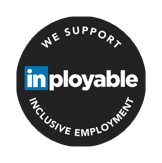 WE SUPPORT
inployable
INCLUSIVE EMPLOYMENT